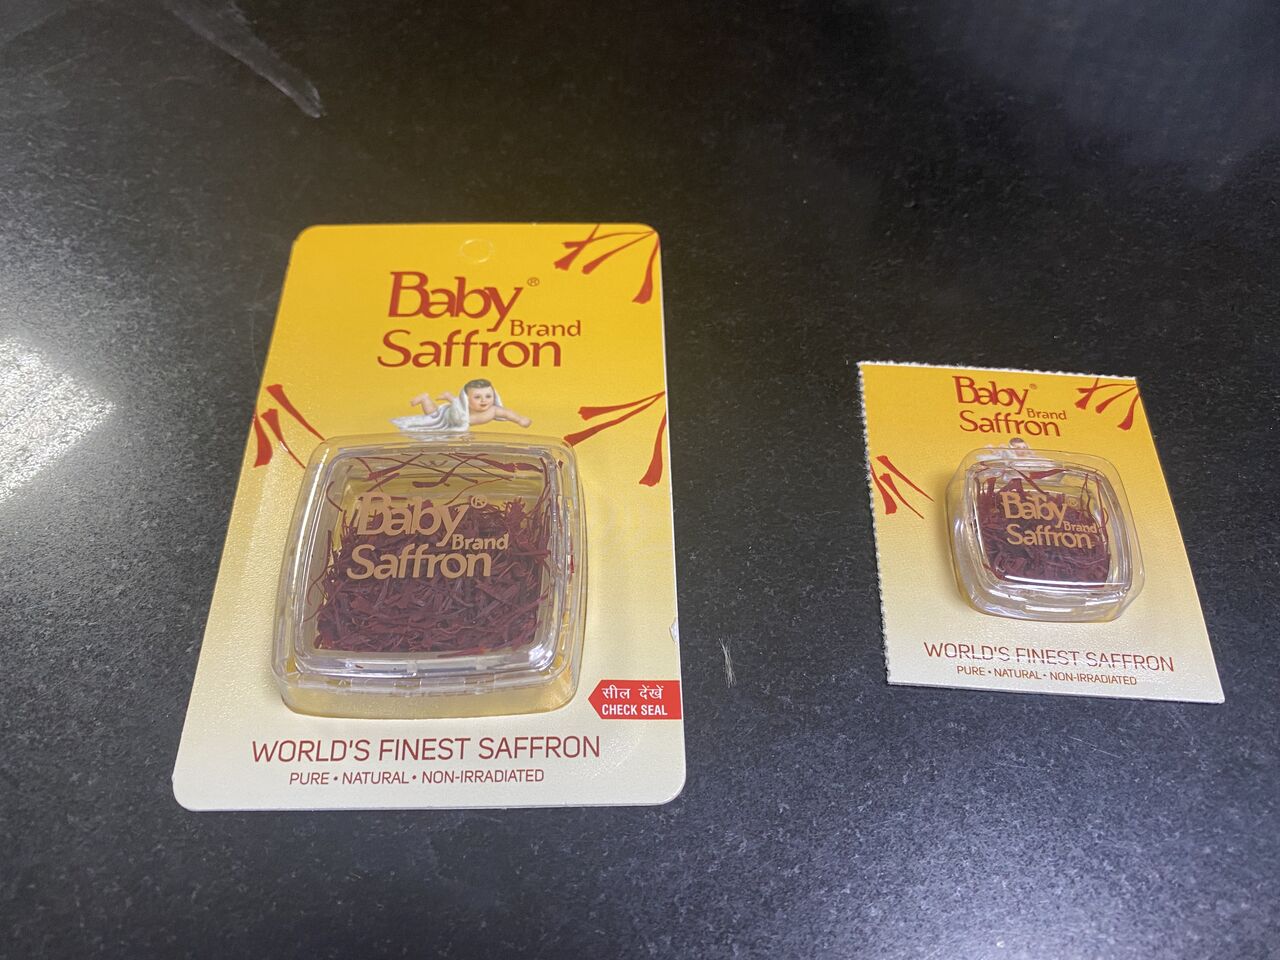 Baby®
Brand
Saffron
Baby®
Brand
Saffron
सील देखें
CHECK SEAL
WORLD'S FINEST SAFFRON
PURE • NATURAL • NON-IRRADIATED
Baby®
Brand
Saffron
Baby
Brand
Saffron
WORLD'S FINEST SAFFRON
PURE • NATURAL • NON-IRRADIATED